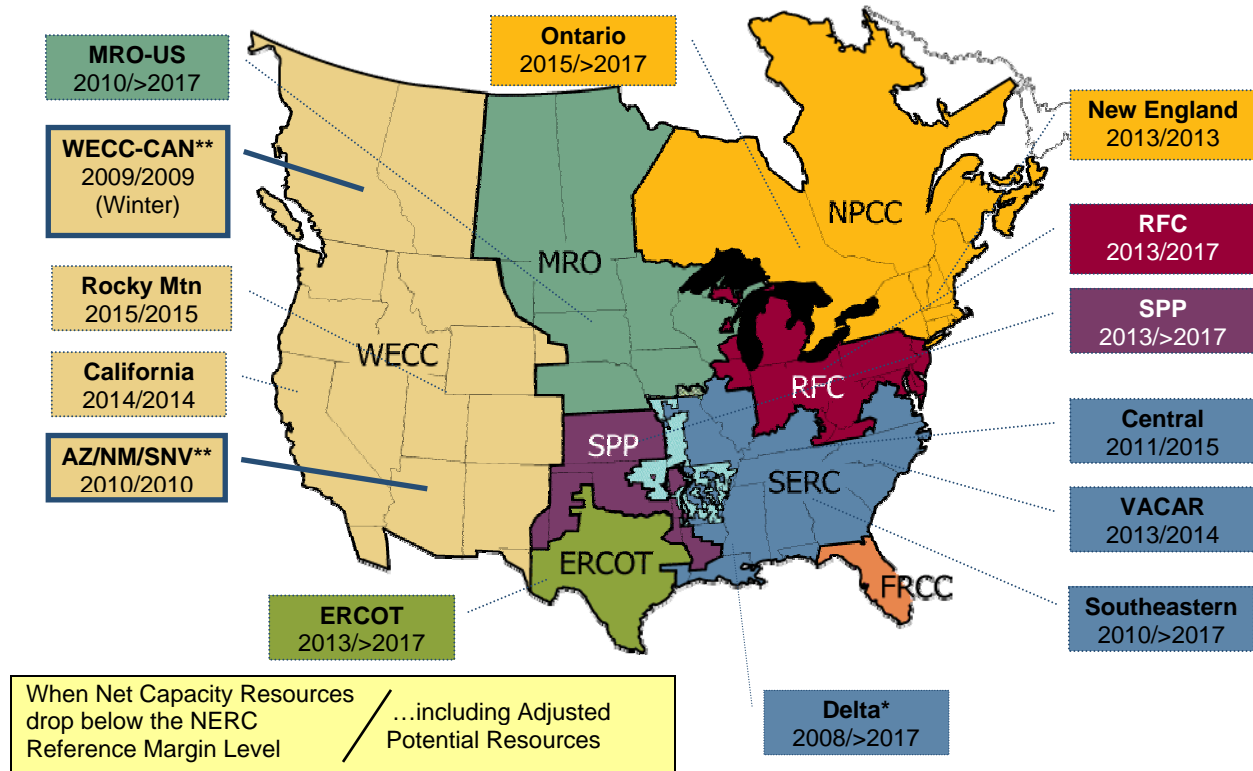 MRO-US
2010/>2017
Ontario
2015/>2017
New England
2013/2013
WECC-CAN**
2009/2009
(Winter)
NPCC
RFC
2013/2017
MRO
Rocky Mtn
2015/2015
SPP
2013/>2017
WECC
California
2014/2014
RFC
Central
2011/2015
SPP
AZ/NM/SNV**
2010/2010
SERC
VACAR
2013/2014
ERCOT
FRCC
ERCOT
2013/>2017
Southeastern
2010/>2017
When Net Capacity Resources
drop below the NERC
Reference Margin Level
…including Adjusted
Potential Resources
Delta*
2008/>2017